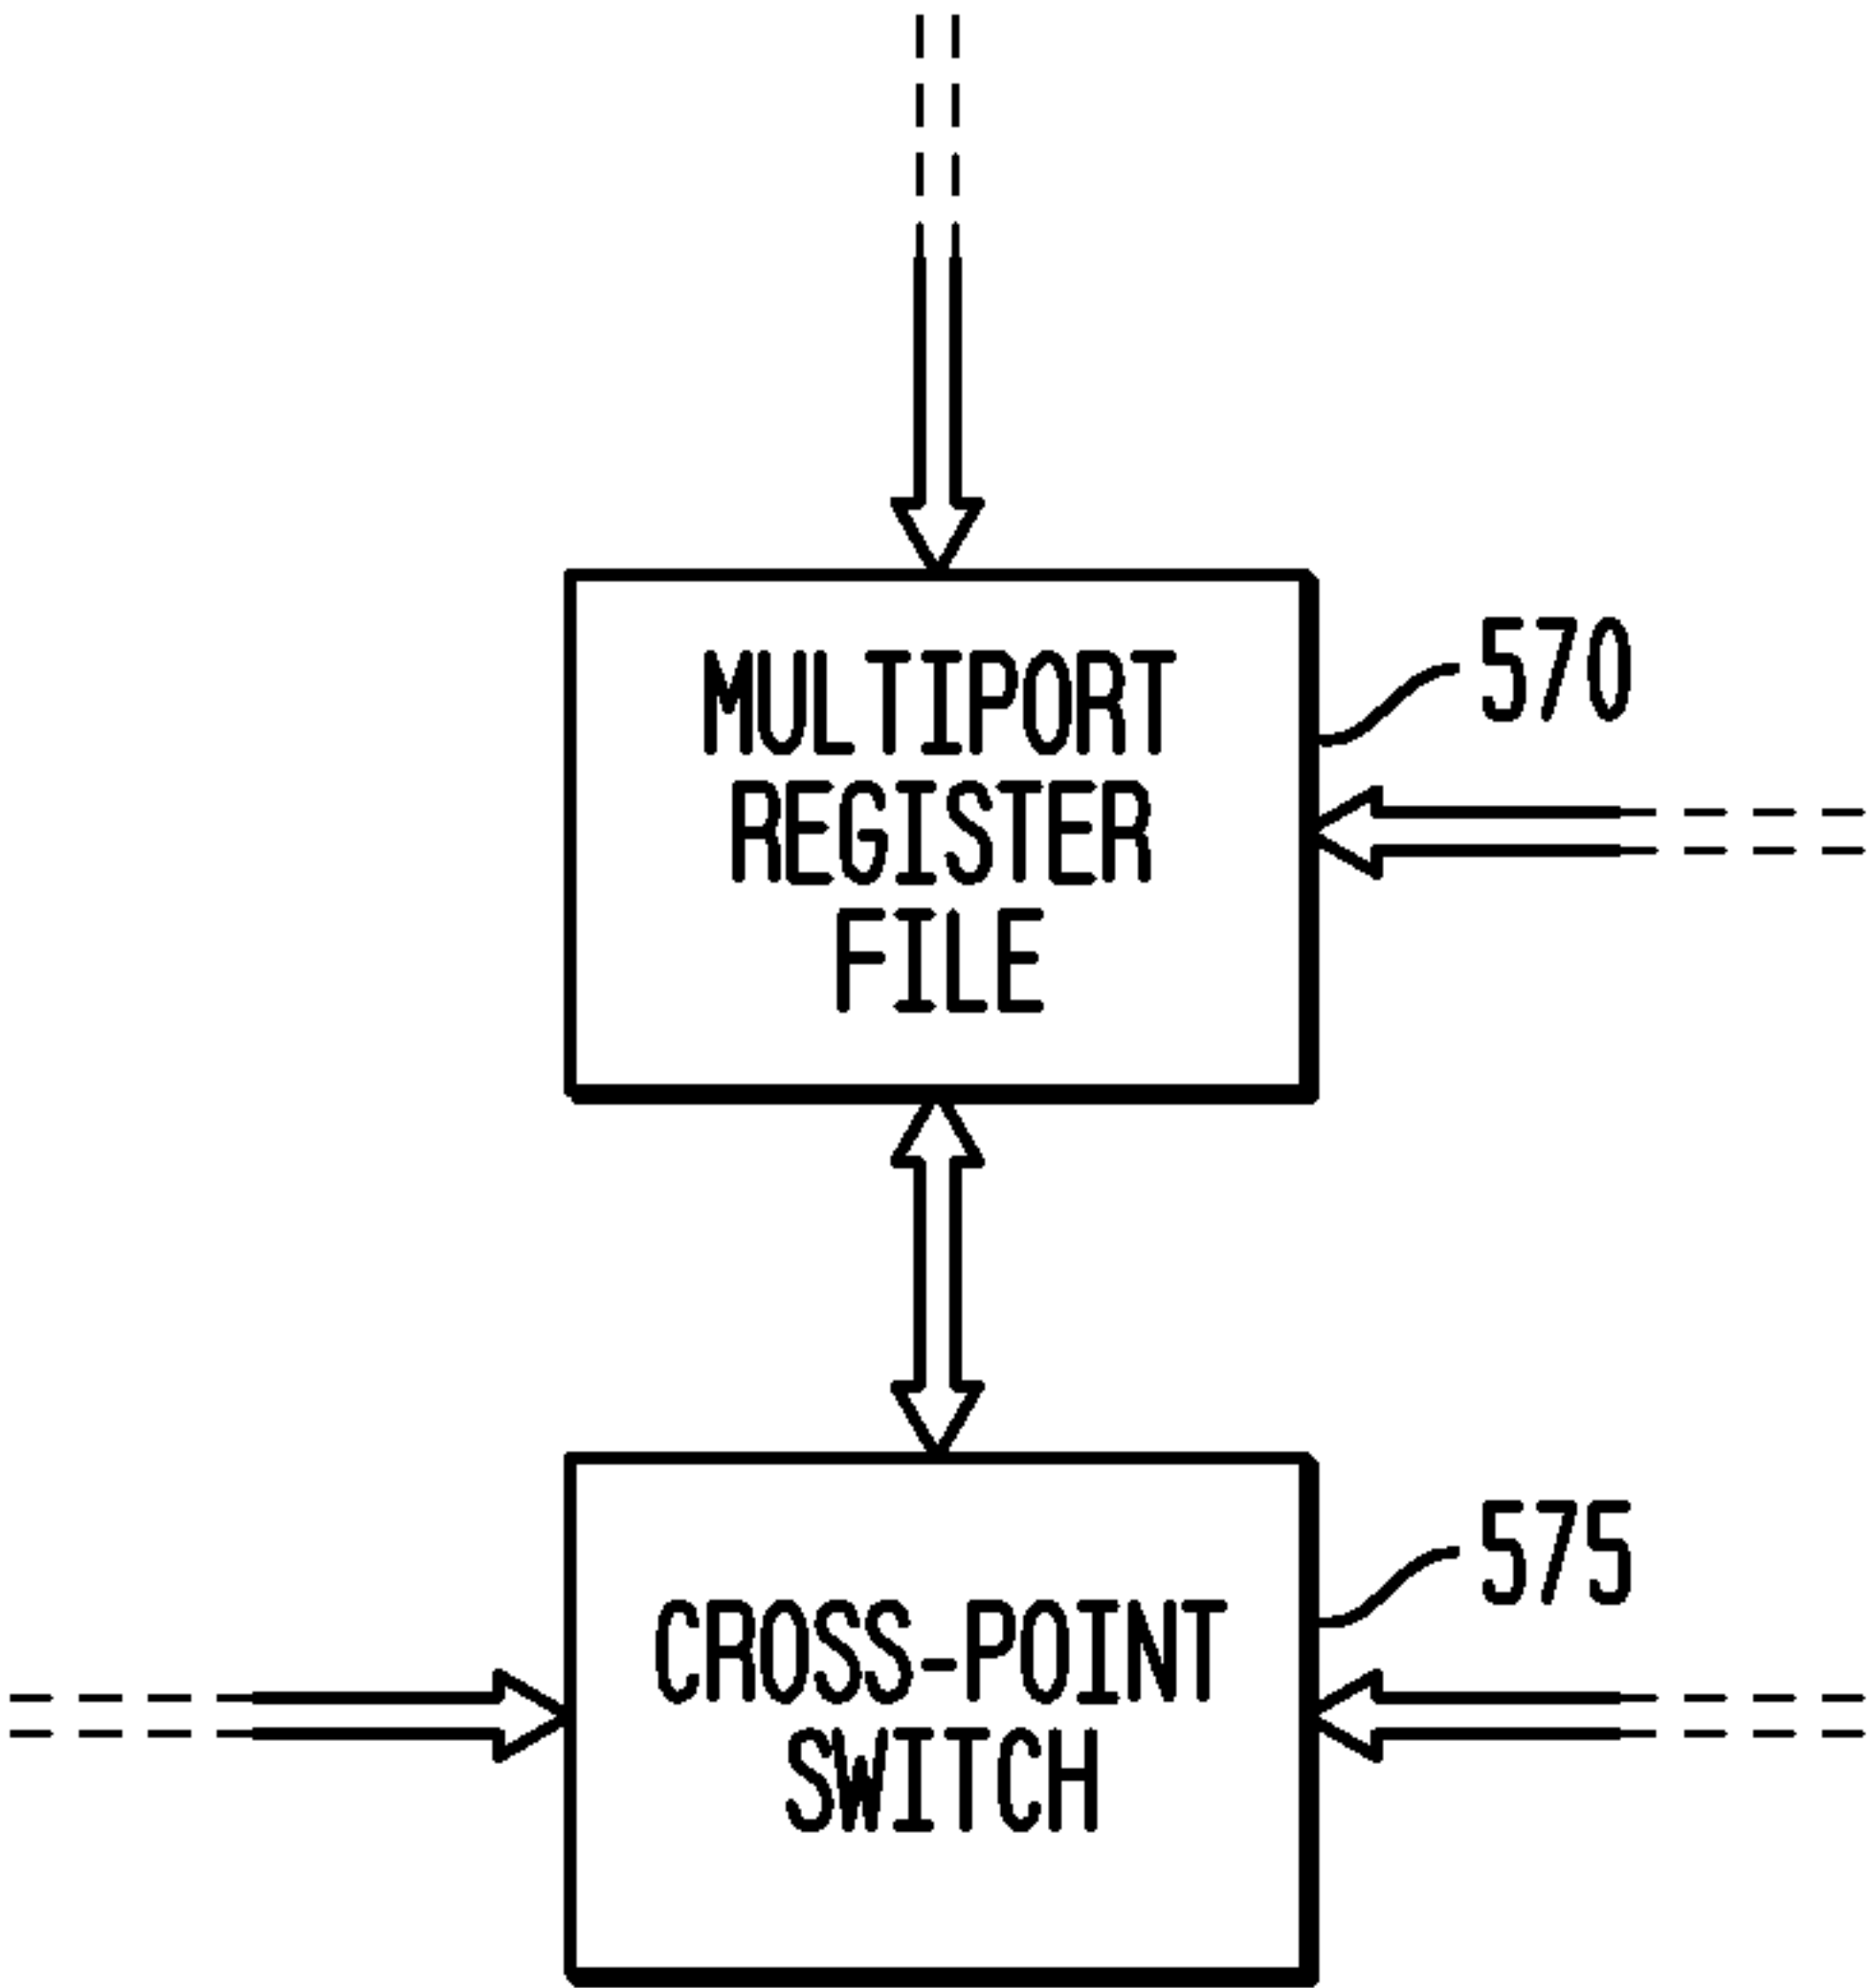 MULTIPORT
REGISTER
FILE
570
CROSS-POINT
SWITCH
575